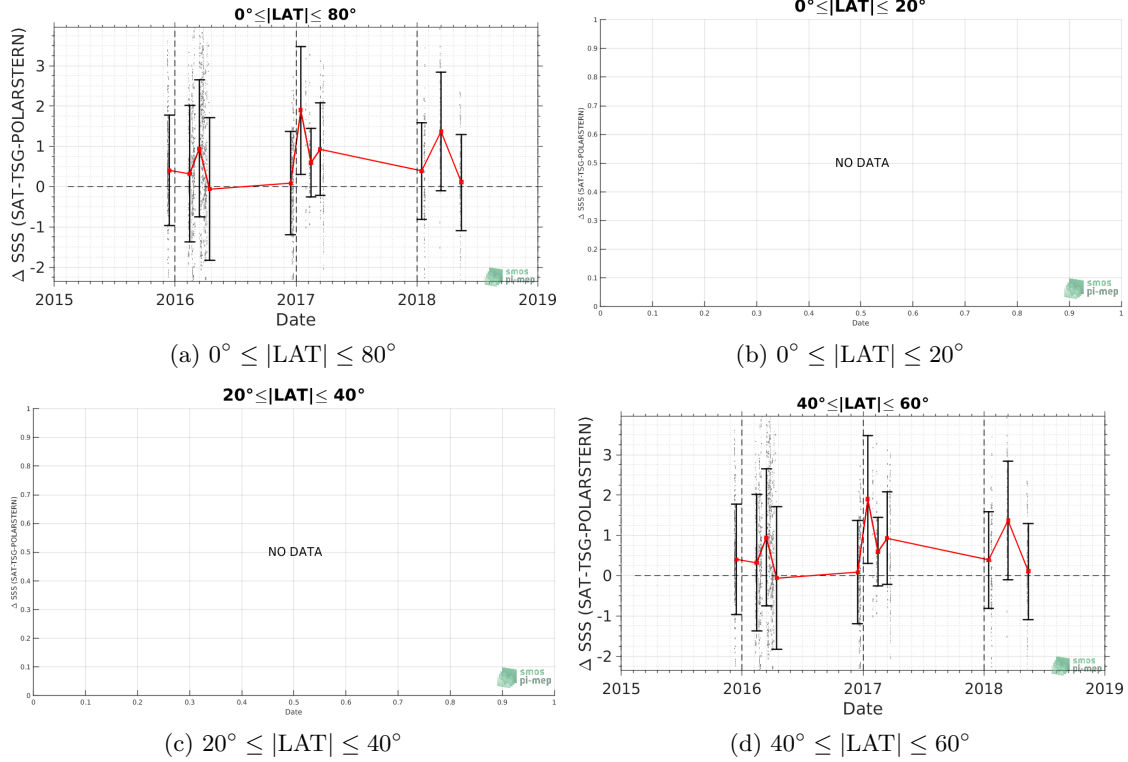 0°≤|LAT|≤ 80°
Δ SSS (SAT-TSG-POLARSTERN)
3
2
1
0
-1
-2
2015 2016 2017 2018 2019
Date
smos
pi-mep
(a) 0° ≤ |LAT| ≤ 80°
0°≤|LAT|≤ 20°
Δ SSS (SAT-TSG-POLARSTERN)
1
0.9
0.8
0.7
0.6
0.5
0.4
0.3
0.2
0.1
0
NO DATA
0 0.1 0.2 0.3 0.4 0.5 0.6 0.7 0.8 0.9 1
Date
smos
pi-mep
(b) 0° ≤ |LAT| ≤ 20°
20°≤|LAT|≤ 40°
Δ SSS (SAT-TSG-POLARSTERN)
1
0.9
0.8
0.7
0.6
0.5
0.4
0.3
0.2
0.1
0
NO DATA
0 0.1 0.2 0.3 0.4 0.5 0.6 0.7 0.8 0.9 1
Date
smos
pi-mep
(c) 20° ≤ |LAT| ≤ 40°
40°≤|LAT|≤ 60°
Δ SSS (SAT-TSG-POLARSTERN)
3
2
1
0
-1
-2
2015 2016 2017 2018 2019
Date
smos
pi-mep
(d) 40° ≤ |LAT| ≤ 60°